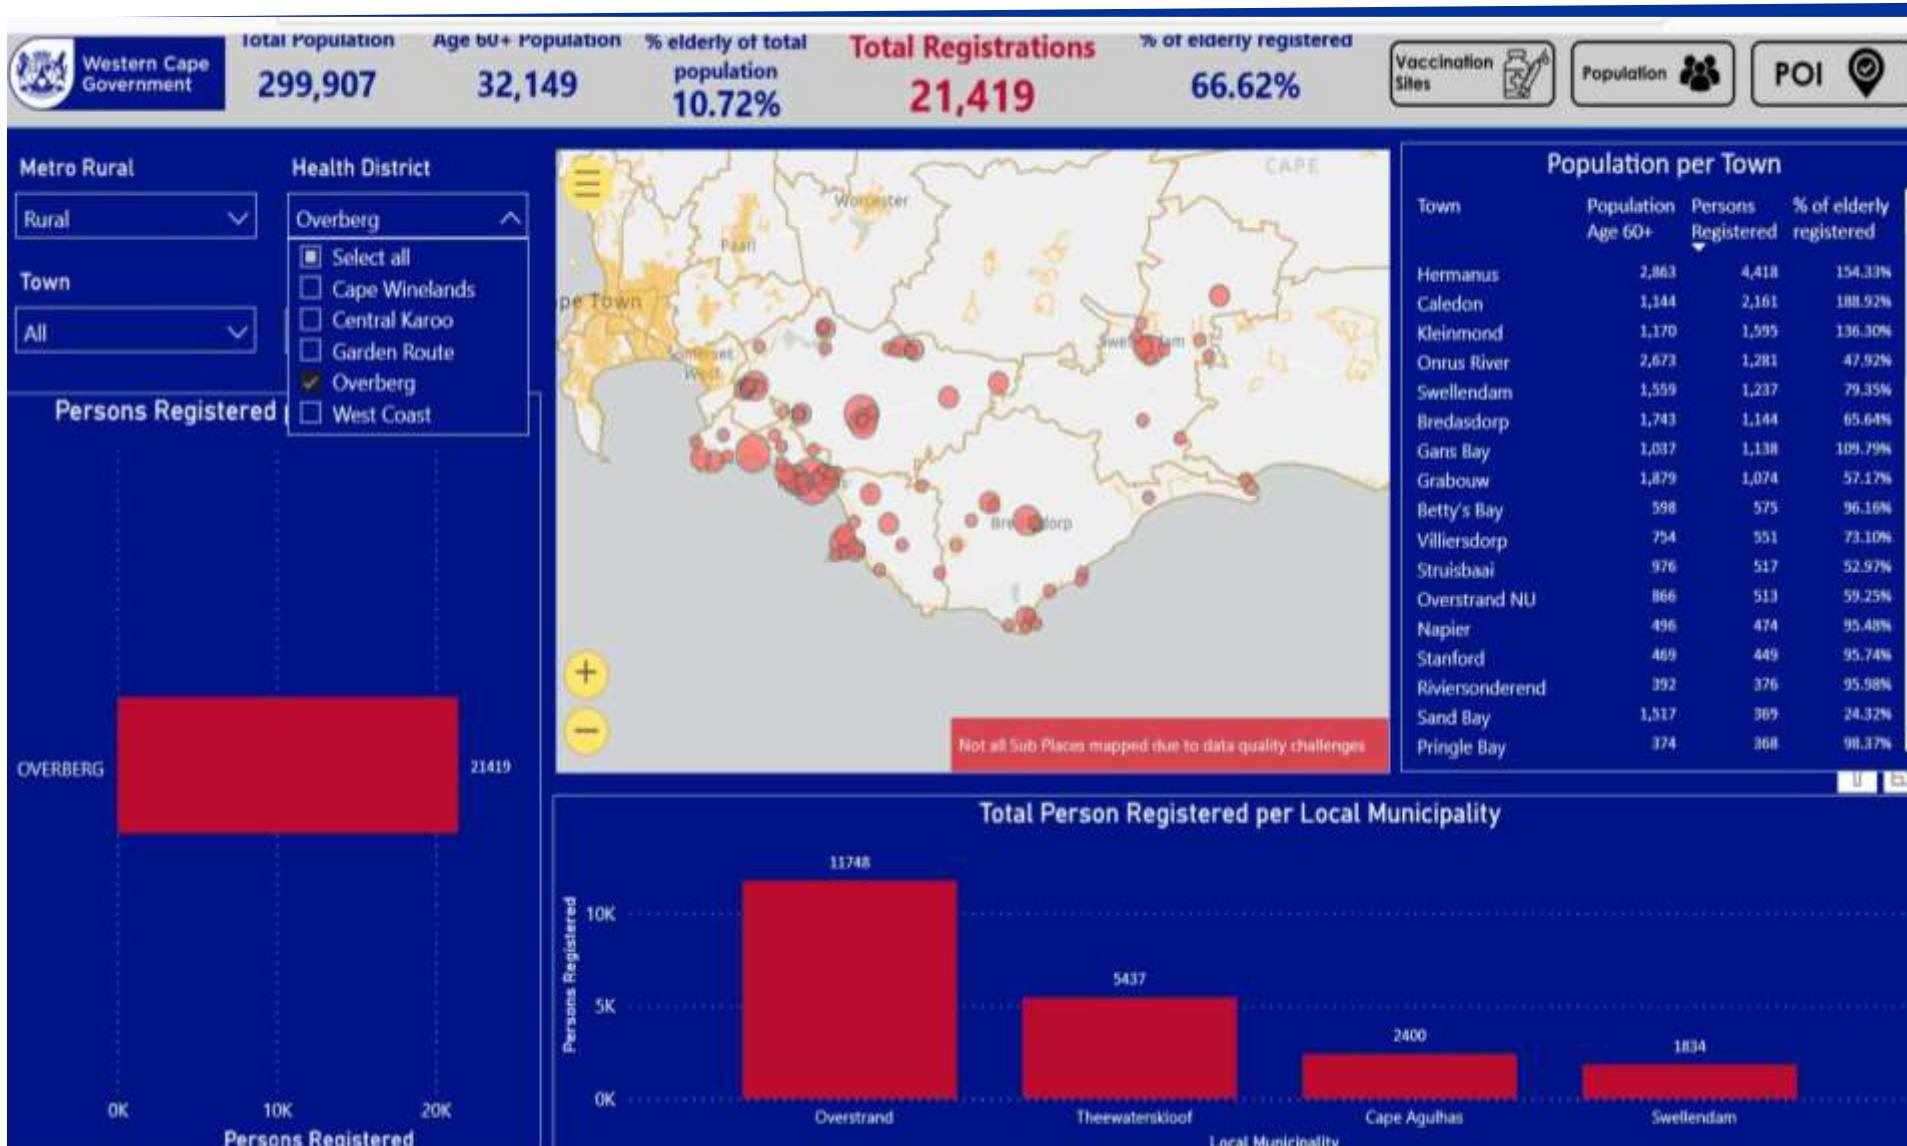 Western Cape
Government
Total Population
299,907
Age 60+ Population
32,149
% elderly of total
population
10.72%
Total Registrations
21,419
% of elderly registered
66.62%
Vaccination
Sites
Population
POI
Metro Rural
Rural
Health District
Overberg
Select all
Cape Winelands
Central Karoo
Garden Route
Overberg
West Coast
Town
All
Persons Registered
OVERBERG
21419
0K 10K 20K
Persons Registered
CAPE
Worcester
Paarl
pe Town
Somerset
West
Not all Sub Places mapped due to data quality challenges
Population per Town
Town Population Age 60+ Persons Registered % of elderly registered
Hermanus 2,863 4,418 154.33%
Caledon 1,144 2,161 188.92%
Kleinmond 1,170 1,595 136.30%
Onrus River 2,673 1,281 47.92%
Swellendam 1,559 1,237 79.35%
Bredasdorp 1,743 1,144 65.64%
Gans Bay 1,037 1,138 109.79%
Grabouw 1,879 1,074 57.17%
Betty's Bay 598 575 96.16%
Villiersdorp 754 551 73.10%
Struisbaai 976 517 52.97%
Overstrand NU 866 513 59.25%
Napier 496 474 95.48%
Stanford 469 449 95.74%
Riviersonderend 392 376 95.98%
Sand Bay 1,517 369 24.32%
Pringle Bay 374 368 98.37%
Total Person Registered per Local Municipality
Persons Registered
10K
5K
0K
11748
5437
2400
1834
Overstrand
Theewaterskloof
Cape Agulhas
Swellendam
Local Municipality